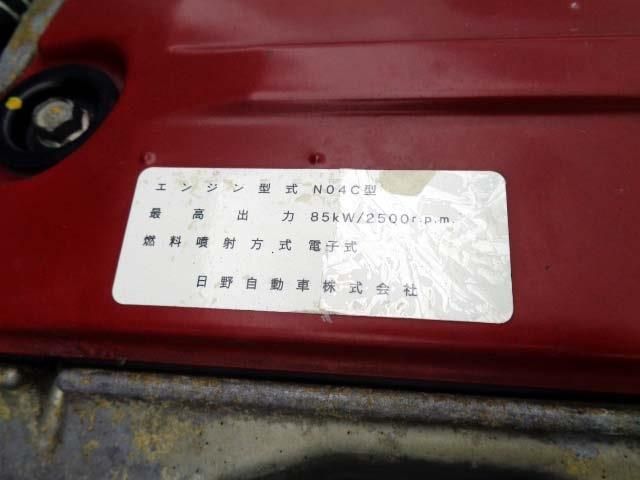 エンジン型式 N04C型
最高出力 85kW/2500r.p.m.
燃料噴射方式 電子式
日野自動車株式会社